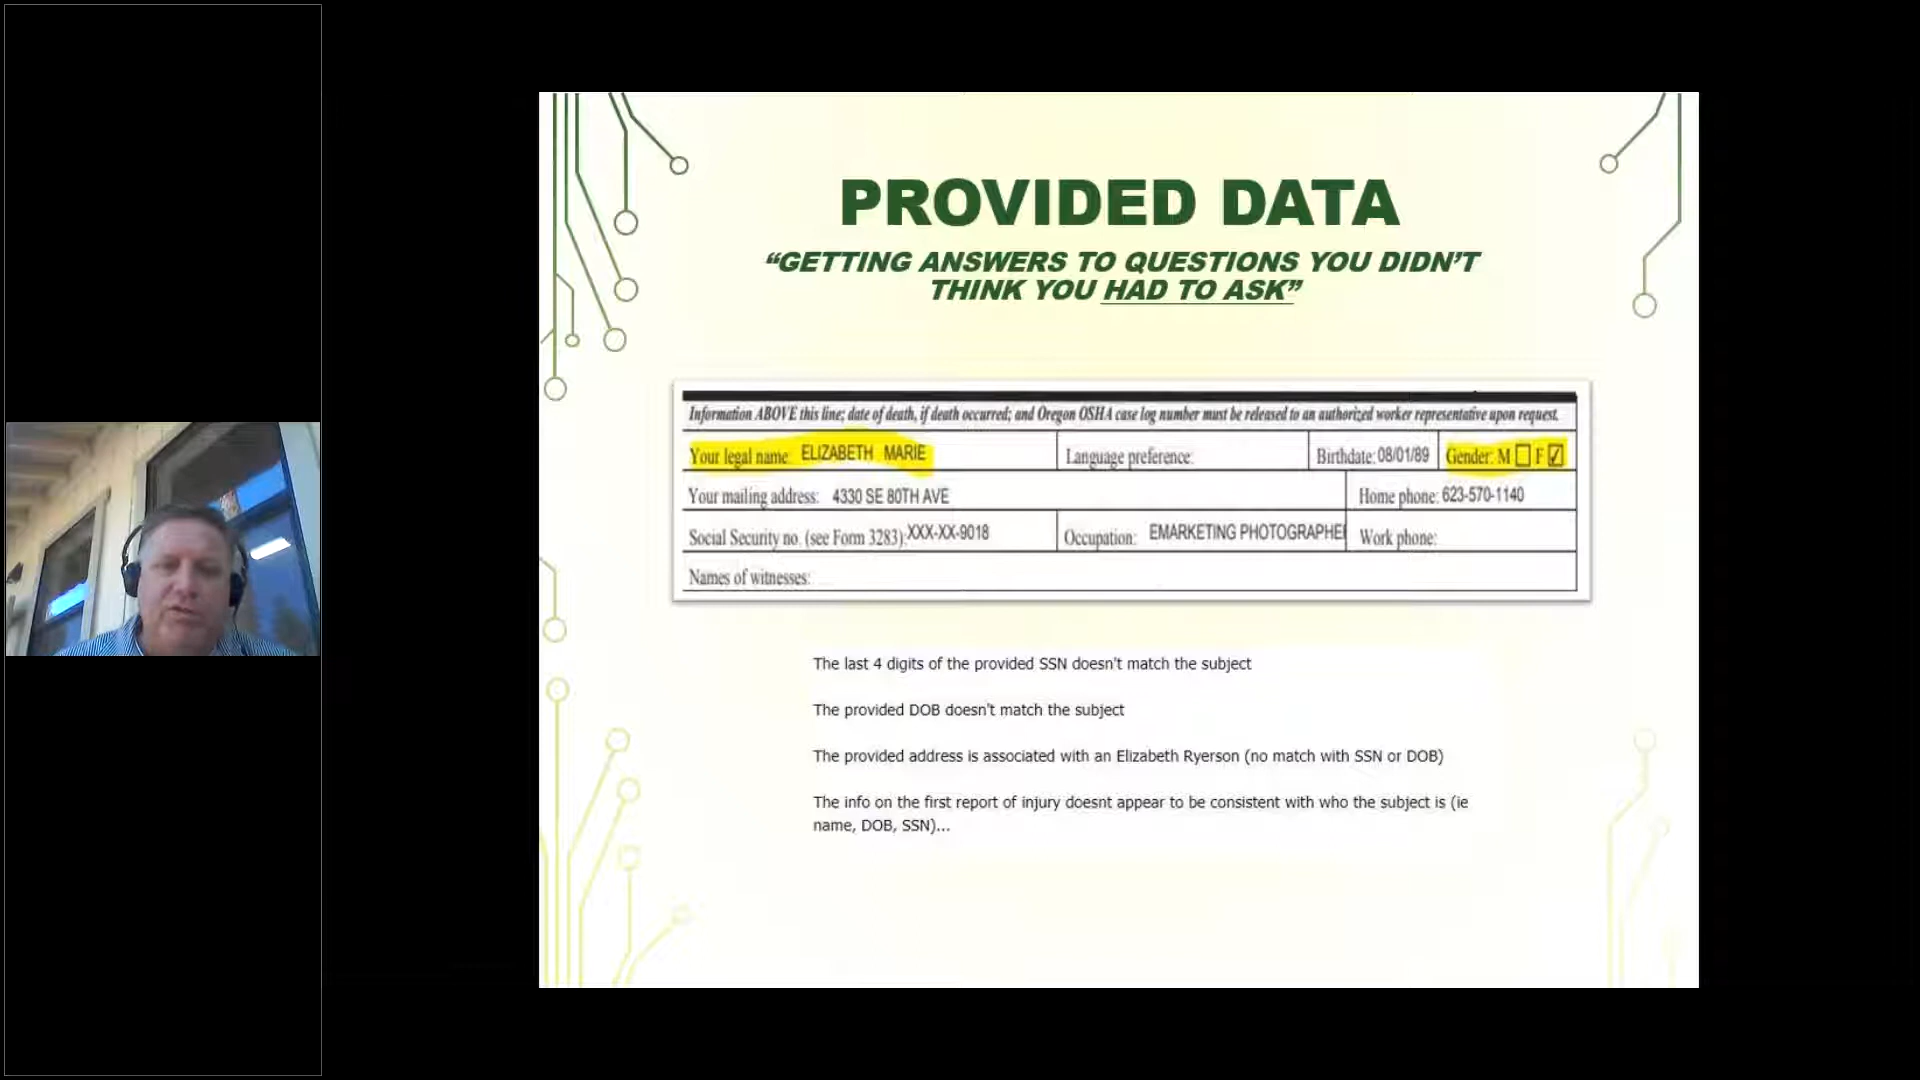 PROVIDED DATA
“GETTING ANSWERS TO QUESTIONS YOU DIDN’T
THINK YOU HAD TO ASK”
Information ABOVE this line; date of death, if death occurred; and Oregon OSHA case log number must be released to an authorized worker representative upon request.
Your legal name: ELIZABETH MARIE Language preference: Birthdate: 08/01/89 Gender: M F
Your mailing address: 4330 SE 80TH AVE Home phone: 623-570-1140
Social Security no. (see Form 3283): XXX-XX-9018 Occupation: EMARKETING PHOTOGRAPHE Work phone:
Names of witnesses:
The last 4 digits of the provided SSN doesn't match the subject
The provided DOB doesn't match the subject
The provided address is associated with an Elizabeth Ryerson (no match with SSN or DOB)
The info on the first report of injury doesnt appear to be consistent with who the subject is (ie
name, DOB, SSN)...